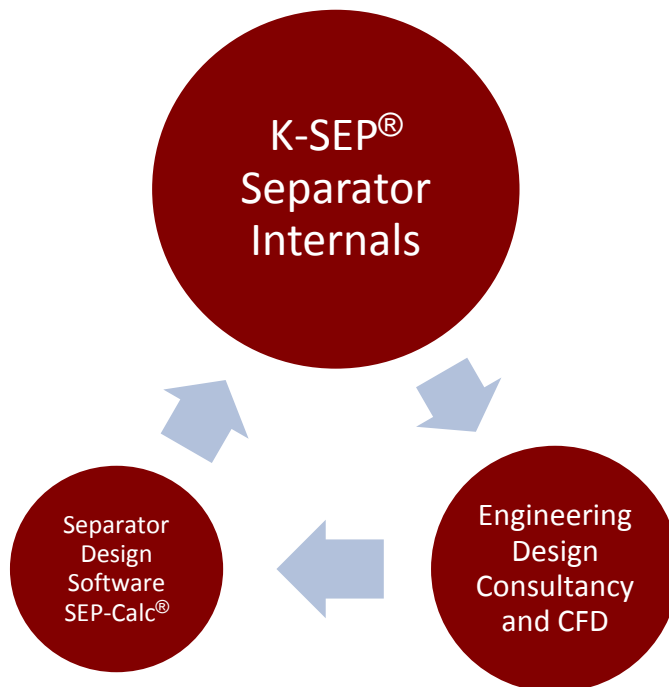 K-SEP®
Separator
Internals
Engineering
Design
Consultancy
and CFD
Separator
Design
Software
SEP-Calc®